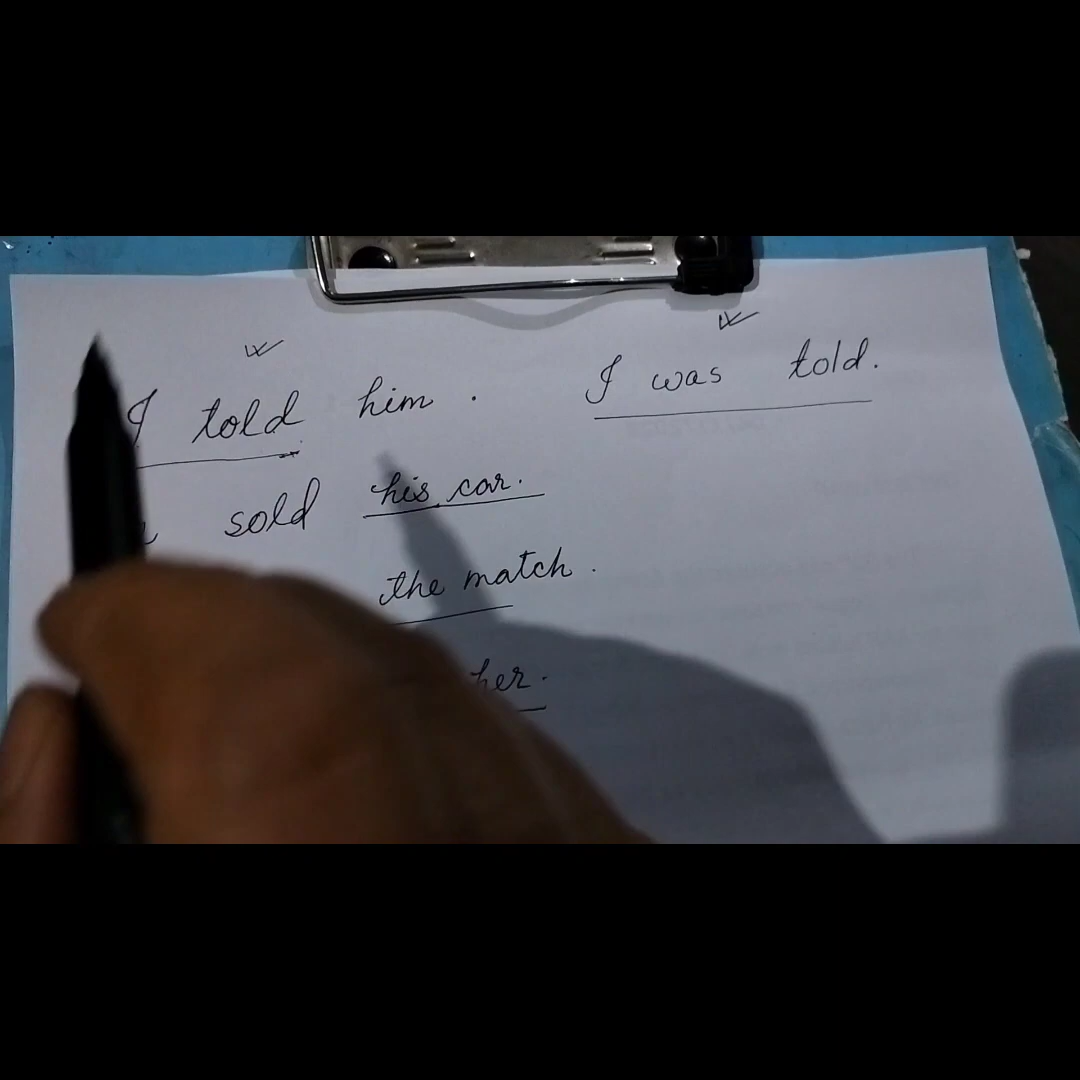 I told him. I was told.
sold his car.
the match.
her.